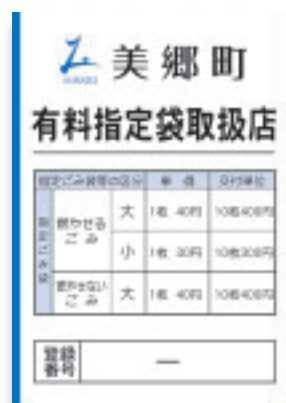 美郷町
有料指定袋取扱店
指定ごみ袋等の区分 単 価 交付単位
指定ごみ袋
燃やせるごみ 大 1枚 40円 10枚400円
小 1枚 30円 10枚300円
燃やせないごみ 大 1枚 40円 10枚400円
登録番号 ―